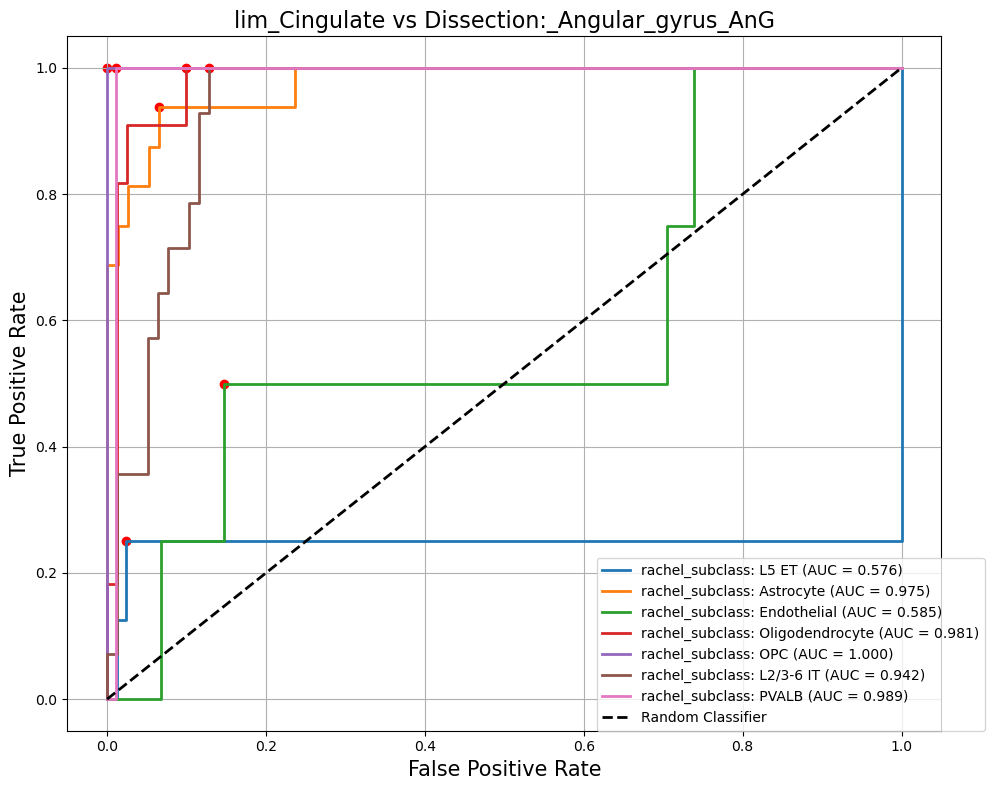 lim_Cingulate vs Dissection:_Angular_gyrus_AnG
True Positive Rate
1.0
0.8
0.6
0.4
0.2
0.0
rachel_subclass: L5 ET (AUC = 0.576)
rachel_subclass: Astrocyte (AUC = 0.975)
rachel_subclass: Endothelial (AUC = 0.585)
rachel_subclass: Oligodendrocyte (AUC = 0.981)
rachel_subclass: OPC (AUC = 1.000)
rachel_subclass: L2/3-6 IT (AUC = 0.942)
rachel_subclass: PVALB (AUC = 0.989)
Random Classifier
0.0 0.2 0.4 0.6 0.8 1.0
False Positive Rate